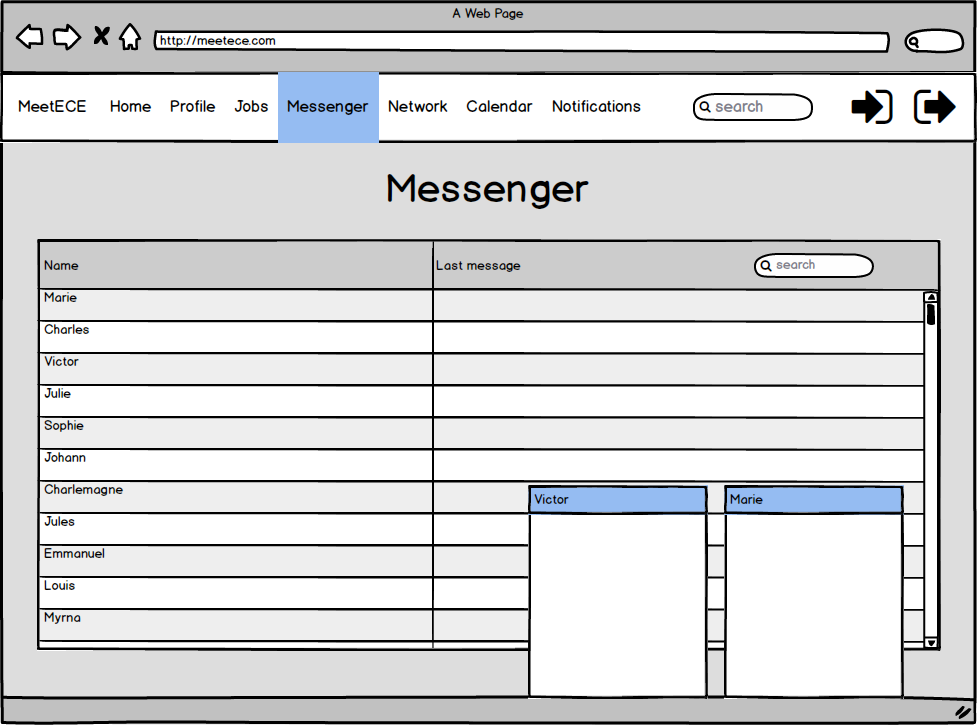 A Web Page
http://meetece.com
MeetECE Home Profile Jobs Messenger Network Calendar Notifications search
Messenger
Name Last message search
Marie
Charles
Victor
Julie
Sophie
Johann
Charlemagne
Victor Marie
Jules
Emmanuel
Louis
Myrna